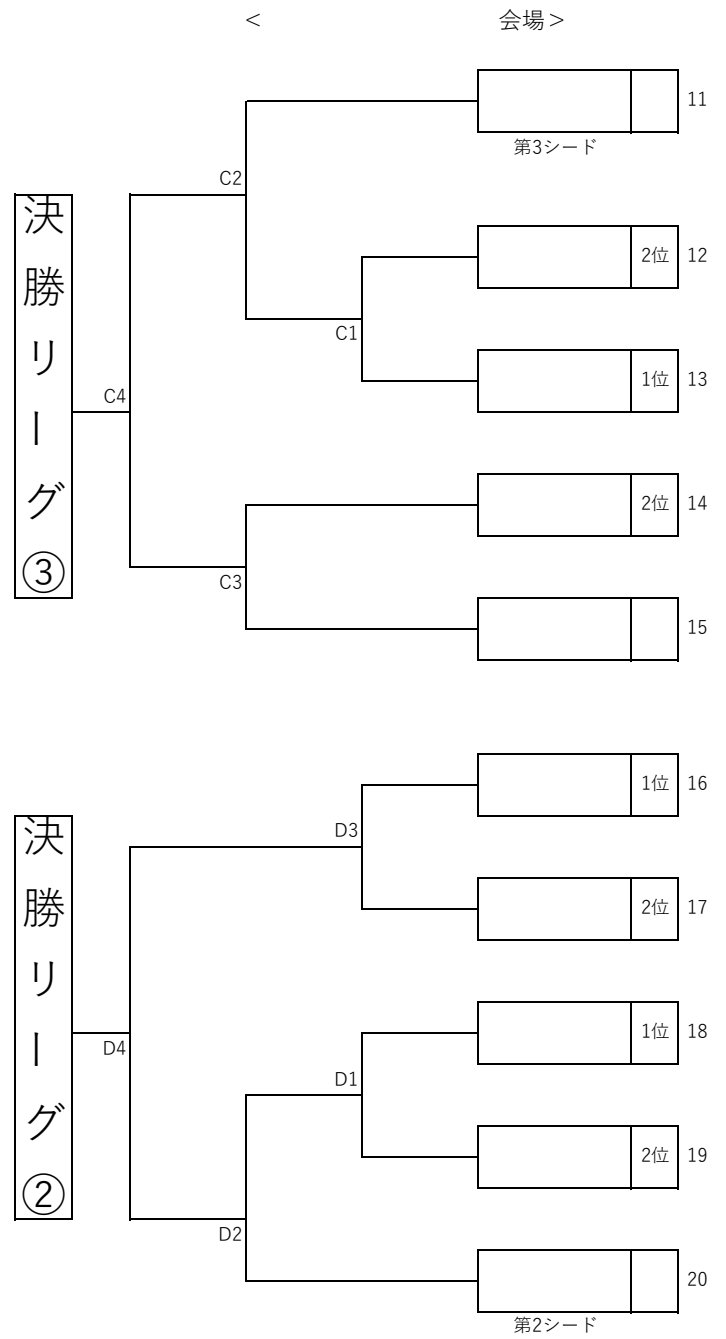 ＜　　　　　　　　　　会場＞
11
第3シード
C2
2位 12
C1
1位 13
C4
決勝リーグ③
2位 14
C3
15
1位 16
D3
決勝リーグ②
2位 17
1位 18
D4
D1
2位 19
D2
20
第2シード